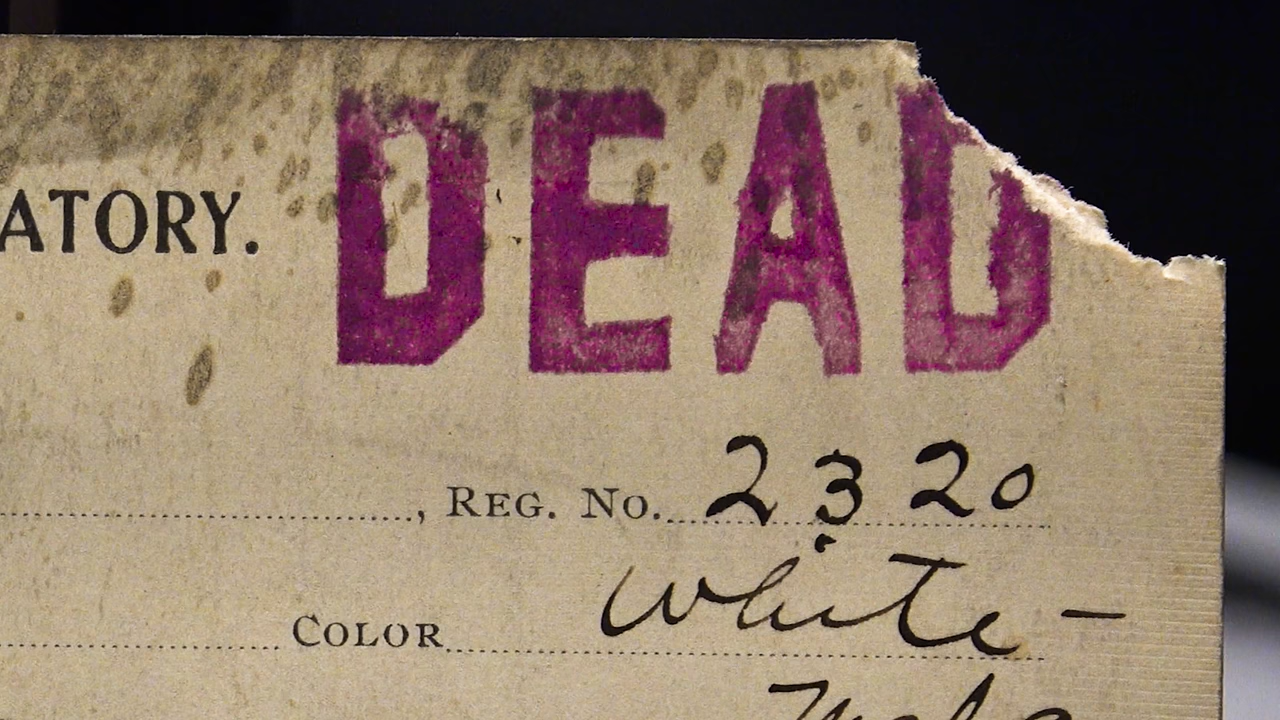 DEAD
ATORY.
, REG. No. 2320
COLOR White -